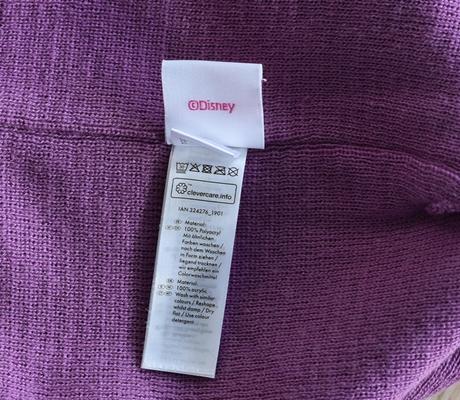 ©Disney
clevercare.info
IAN 324276_1901
Material:
100% Polyacryl
Mit ähnlichen
Farben waschen /
nach dem Waschen
in Form ziehen /
liegend trocknen /
wir empfehlen ein
Colorwaschmittel
Material:
100% acrylic
Wash with similar
colours / Reshape
whilst damp / Dry
flat / Use colour
detergent